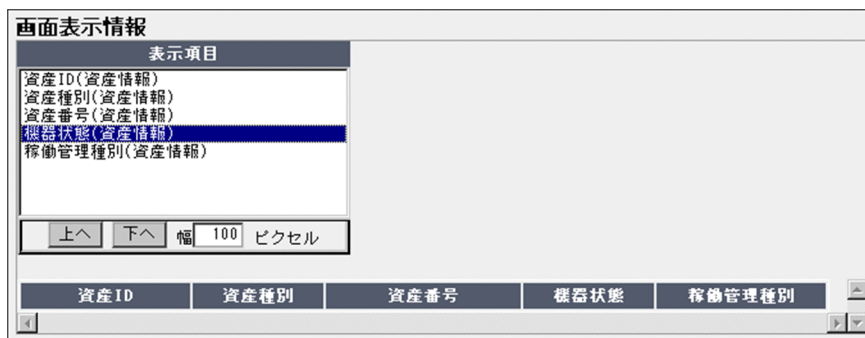 画面表示情報
表示項目
資産ID(資産情報)
資産種別(資産情報)
資産番号(資産情報)
機器状態(資産情報)
稼働管理種別(資産情報)
上へ 下へ 幅 100 ピクセル
資産ID 資産種別 資産番号 機器状態 稼働管理種別